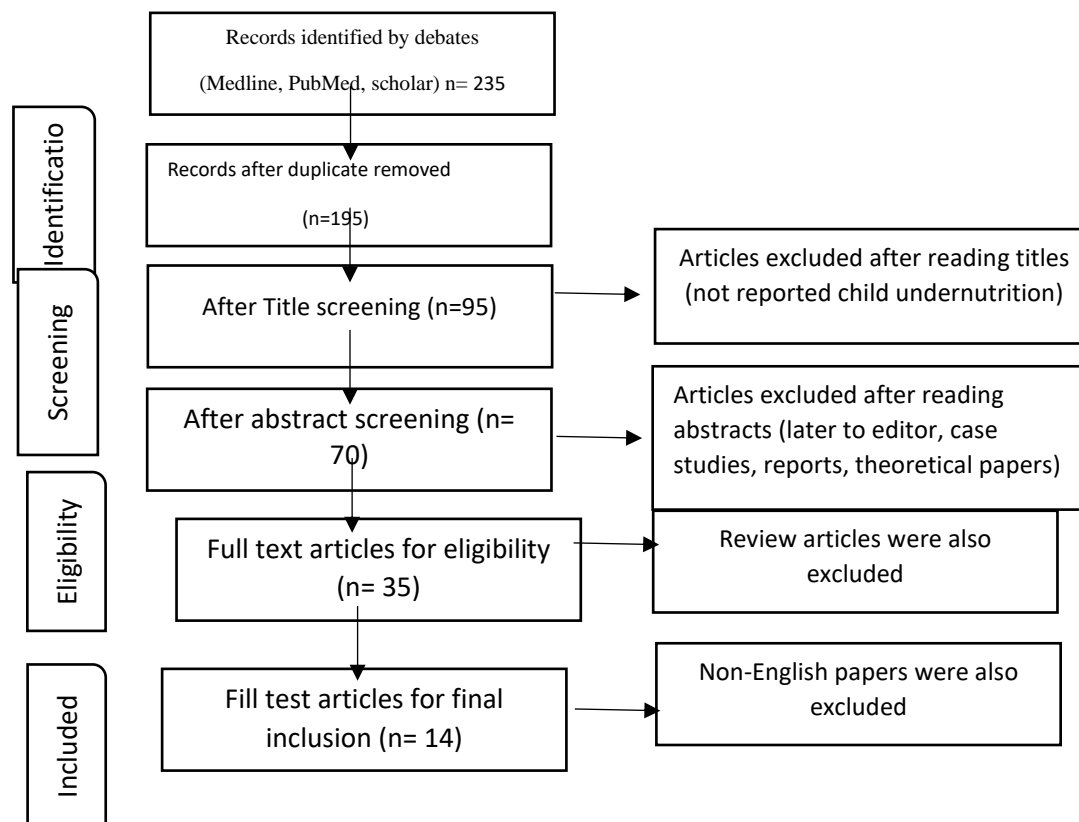 Records identified by debates
(Medline, PubMed, scholar) n= 235
Identificatio
Records after duplicate removed
(n=195)
Screening
After Title screening (n=95)
Articles excluded after reading titles
(not reported child undernutrition)
After abstract screening (n=
70)
Articles excluded after reading
abstracts (later to editor, case
studies, reports, theoretical papers)
Eligibility
Full text articles for eligibility
(n= 35)
Review articles were also
excluded
Included
Fill test articles for final
inclusion (n= 14)
Non-English papers were also
excluded